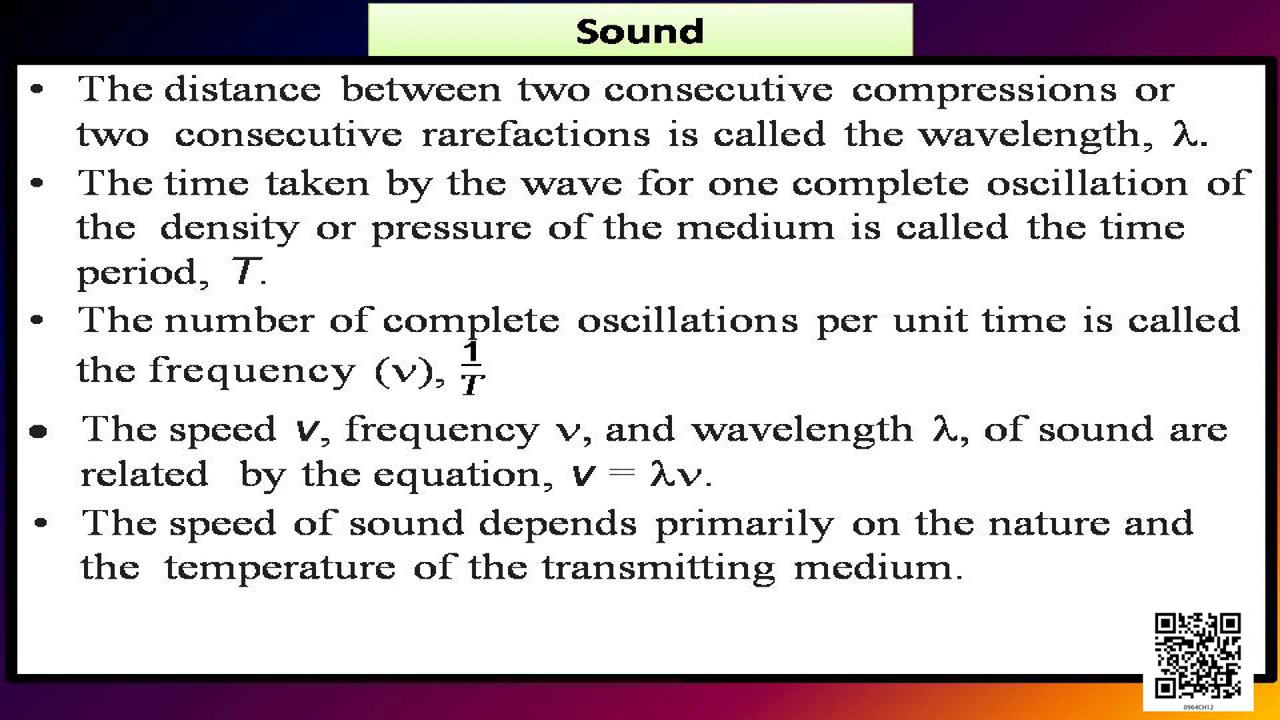 Sound
• The distance between two consecutive compressions or
two consecutive rarefactions is called the wavelength, λ.
• The time taken by the wave for one complete oscillation of
the density or pressure of the medium is called the time
period, T.
• The number of complete oscillations per unit time is called
the frequency (ν), 1/T
• The speed v, frequency ν, and wavelength λ, of sound are
related by the equation, v = λν.
• The speed of sound depends primarily on the nature and
the temperature of the transmitting medium.
0964CH12